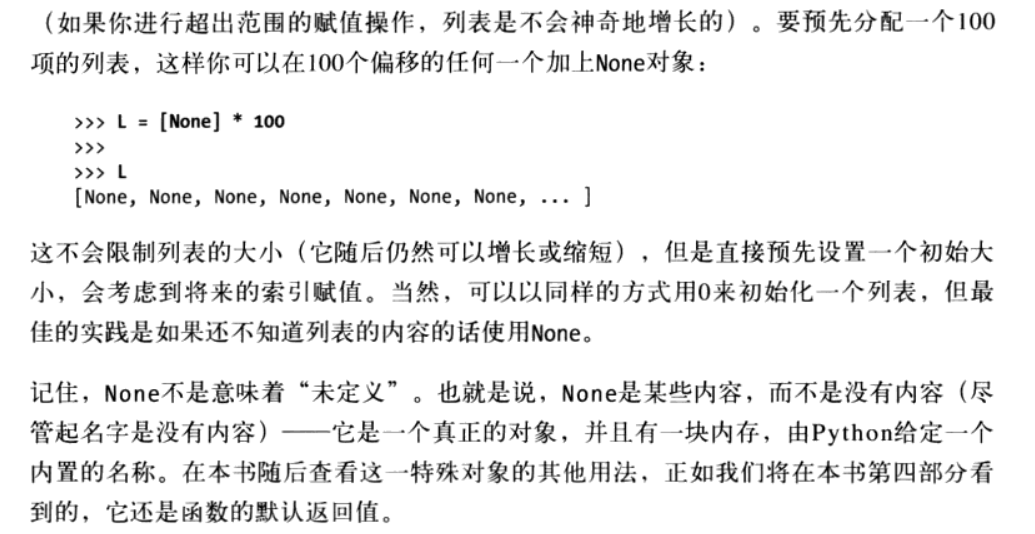 （如果你进行超出范围的赋值操作，列表是不会神奇地增长的）。要预先分配一个100
项的列表，这样你可以在100个偏移的任何一个加上None对象：
>>> L = [None] * 100
>>>
>>> L
[None, None, None, None, None, None, None, ... ]
这不会限制列表的大小（它随后仍然可以增长或缩短），但是直接预先设置一个初始大
小，会考虑到将来的索引赋值。当然，可以以同样的方式用0来初始化一个列表，但最
佳的实践是如果还不知道列表的内容的话使用None。
记住，None不是意味着“未定义”。也就是说，None是某些内容，而不是没有内容（尽
管起名字是没有内容）——它是一个真正的对象，并且有一块内存，由Python给定一个
内置的名称。在本书随后查看这一特殊对象的其他用法，正如我们将在本书第四部分看
到的，它还是函数的默认返回值。